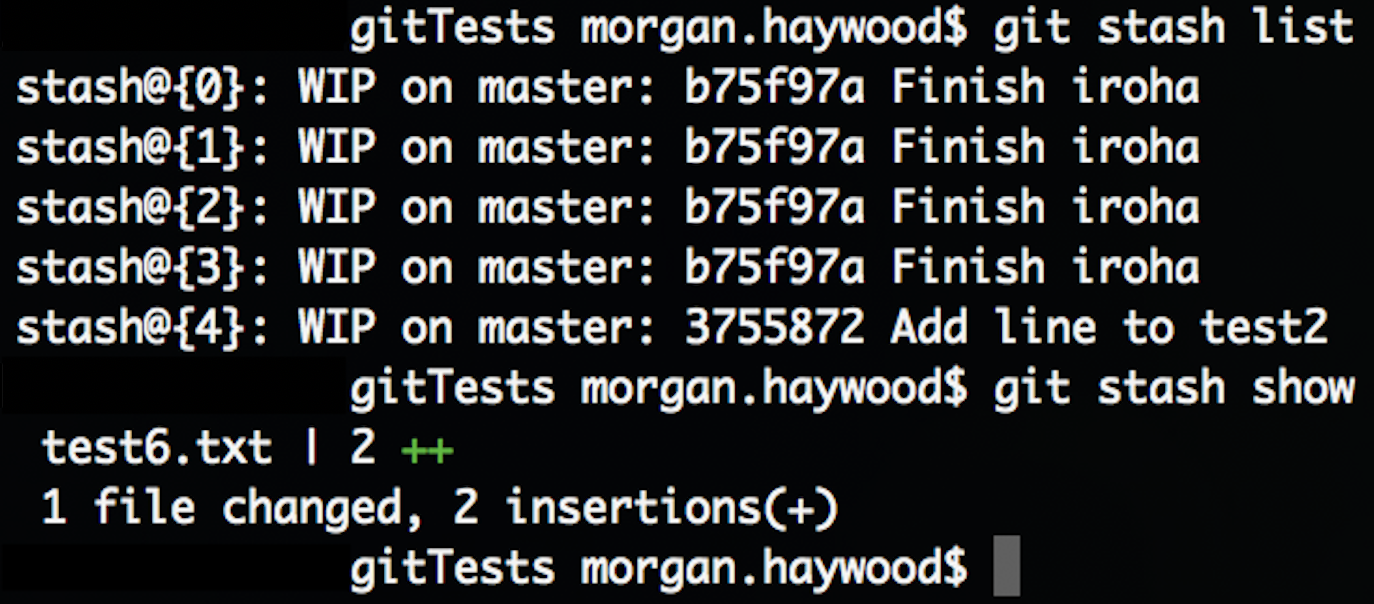 gitTests morgan.haywood$ git stash list
stash@{0}: WIP on master: b75f97a Finish iroha
stash@{1}: WIP on master: b75f97a Finish iroha
stash@{2}: WIP on master: b75f97a Finish iroha
stash@{3}: WIP on master: b75f97a Finish iroha
stash@{4}: WIP on master: 3755872 Add line to test2
gitTests morgan.haywood$ git stash show
test6.txt | 2 ++
1 file changed, 2 insertions(+)
gitTests morgan.haywood$